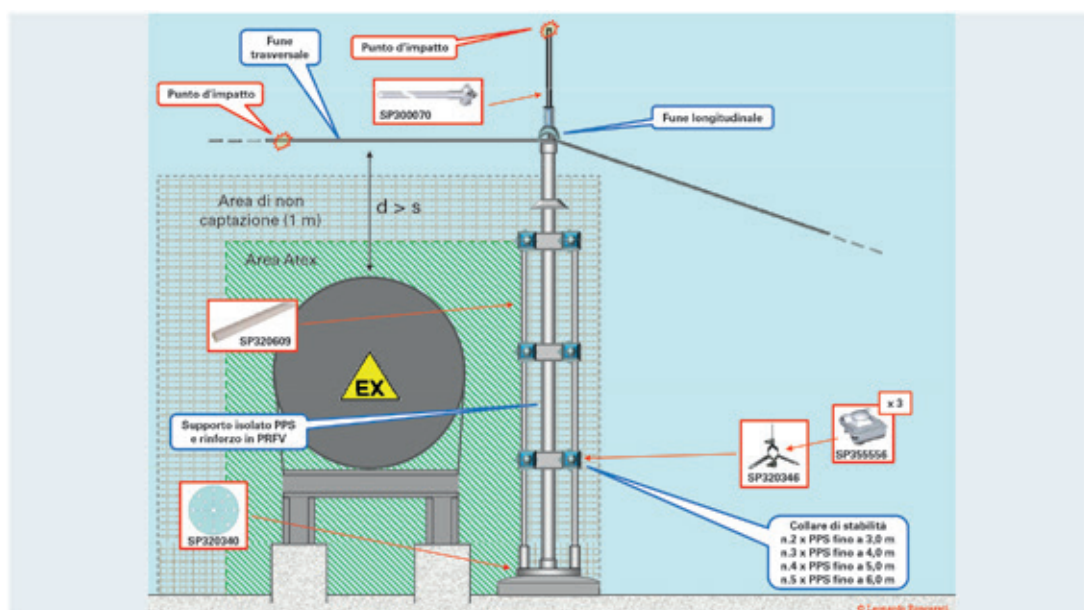 Punto d'impatto
Fune
trasversale
Punto d'impatto
SP300070
Fune longitudinale
Area di non
captazione (1 m)
d > s
Area Atex
SP320609
EX
Supporto isolato PPS
e rinforzo in PRFV
x 3
SP355556
SP320346
SP320340
Collare di stabilità
n.2 x PPS fino a 3,0 m
n.3 x PPS fino a 4,0 m
n.4 x PPS fino a 5,0 m
n.5 x PPS fino a 6,0 m
© Leonardo